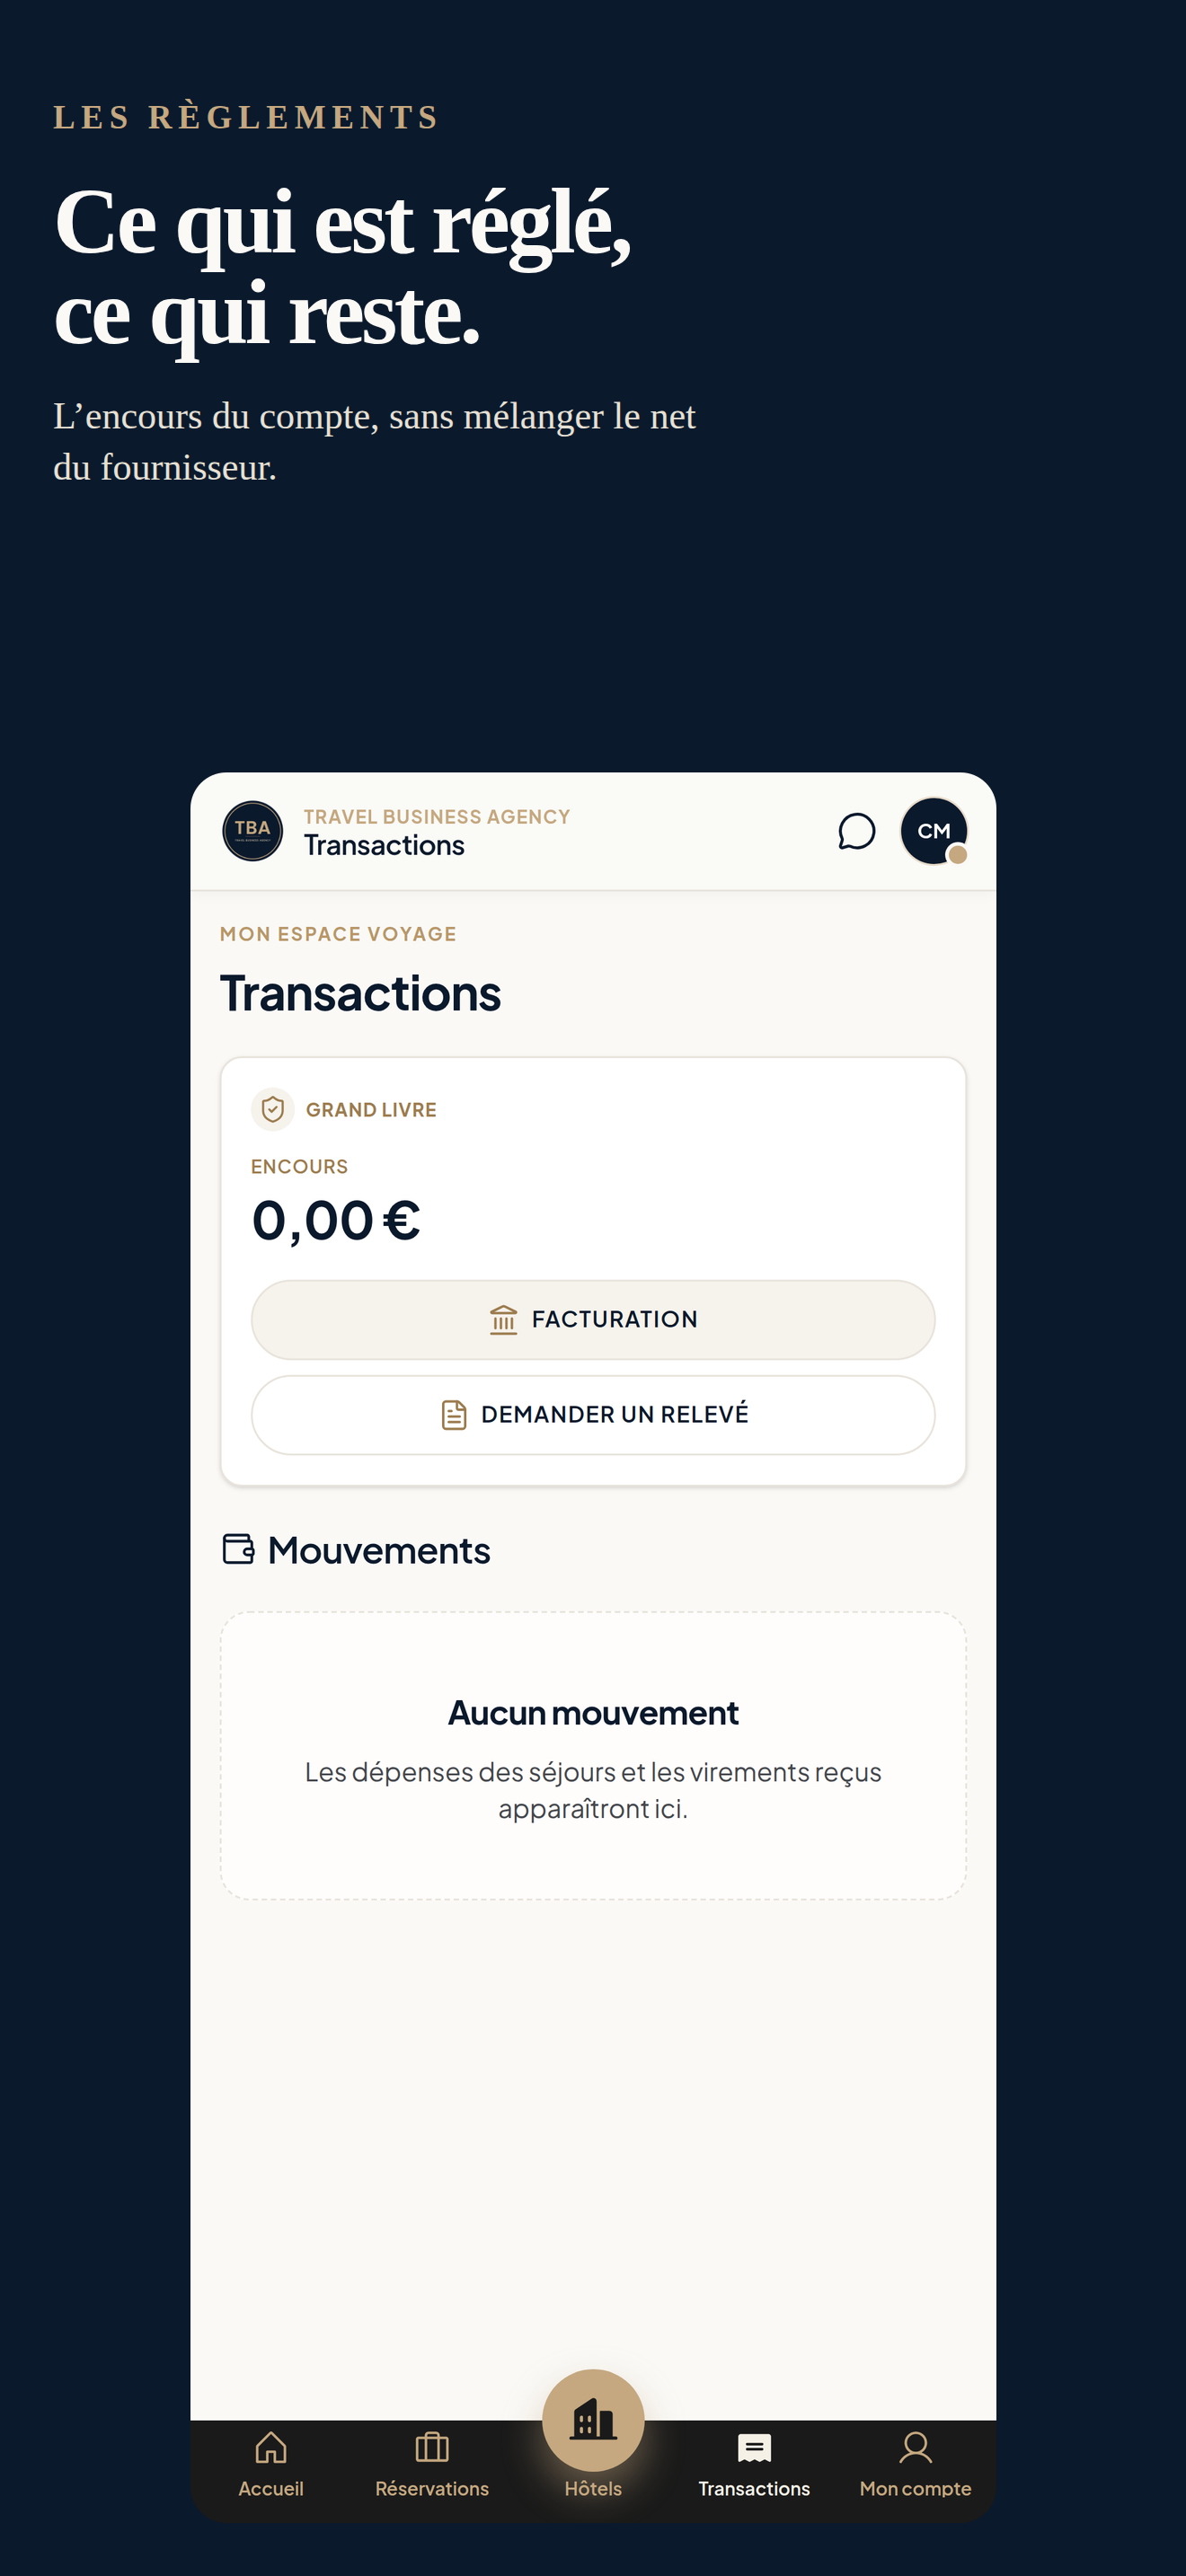 LES RÈGLEMENTS
Ce qui est réglé,
ce qui reste.
L’encours du compte, sans mélanger le net
du fournisseur.
TBA
TRAVEL BUSINESS AGENCY
Transactions
CM
MON ESPACE VOYAGE
Transactions
GRAND LIVRE
ENCOURS
0,00 €
FACTURATION
DEMANDER UN RELEVÉ
Mouvements
Aucun mouvement
Les dépenses des séjours et les virements reçus
apparaîtront ici.
Accueil
Réservations
Hôtels
Transactions
Mon compte